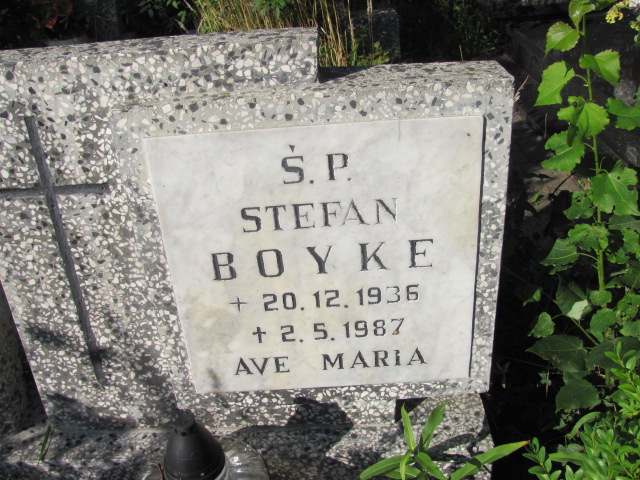 Ś.P.
STEFAN
BOYKE
+ 20.12.1936
+ 2.5.1987
AVE MARIA